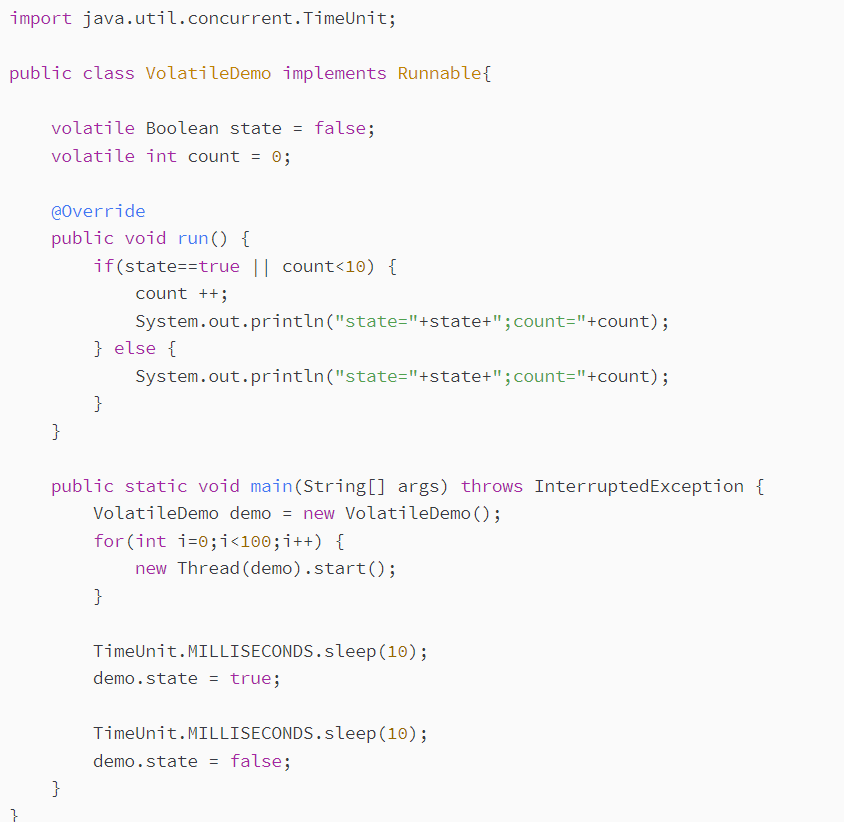 import java.util.concurrent.TimeUnit;
public class VolatileDemo implements Runnable{
volatile Boolean state = false;
volatile int count = 0;
@Override
public void run() {
if(state==true || count<10) {
count ++;
System.out.println("state="+state+";count="+count);
} else {
System.out.println("state="+state+";count="+count);
}
}
public static void main(String[] args) throws InterruptedException {
VolatileDemo demo = new VolatileDemo();
for(int i=0;i<100;i++) {
new Thread(demo).start();
}
TimeUnit.MILLISECONDS.sleep(10);
demo.state = true;
TimeUnit.MILLISECONDS.sleep(10);
demo.state = false;
}
}